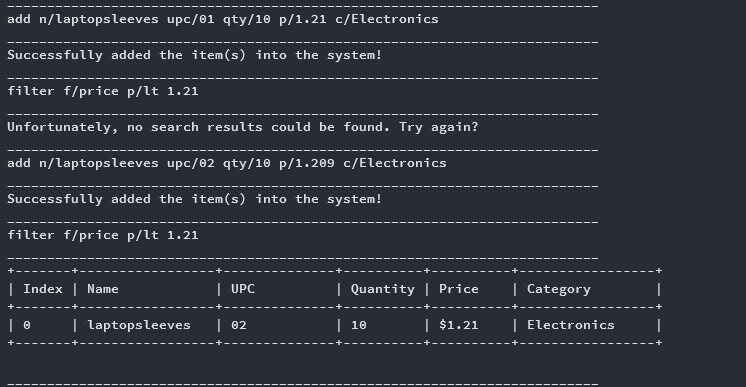 add n/laptopsleeves upc/01 qty/10 p/1.21 c/Electronics
Successfully added the item(s) into the system!
filter f/price p/lt 1.21
Unfortunately, no search results could be found. Try again?
add n/laptopsleeves upc/02 qty/10 p/1.209 c/Electronics
Successfully added the item(s) into the system!
filter f/price p/lt 1.21
| Index | Name | UPC | Quantity | Price | Category |
| 0 | laptopsleeves | 02 | 10 | $1.21 | Electronics |